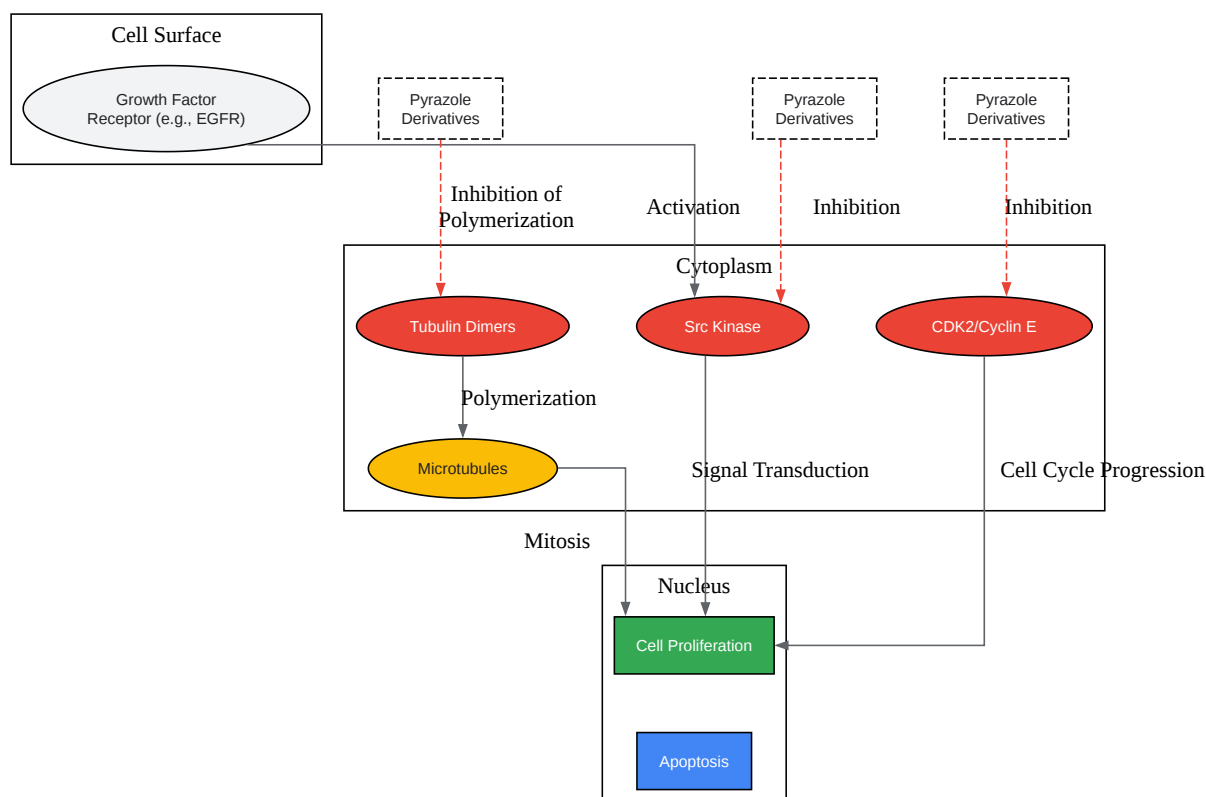 Cell Surface
Growth Factor
Receptor (e.g., EGFR)
Pyrazole
Derivatives
Pyrazole
Derivatives
Pyrazole
Derivatives
Inhibition of
Polymerization
Activation
Inhibition
Inhibition
Cytoplasm
Tubulin Dimers
Src Kinase
CDK2/Cyclin E
Polymerization
Microtubules
Signal Transduction
Cell Cycle Progression
Mitosis
Nucleus
Cell Proliferation
Apoptosis